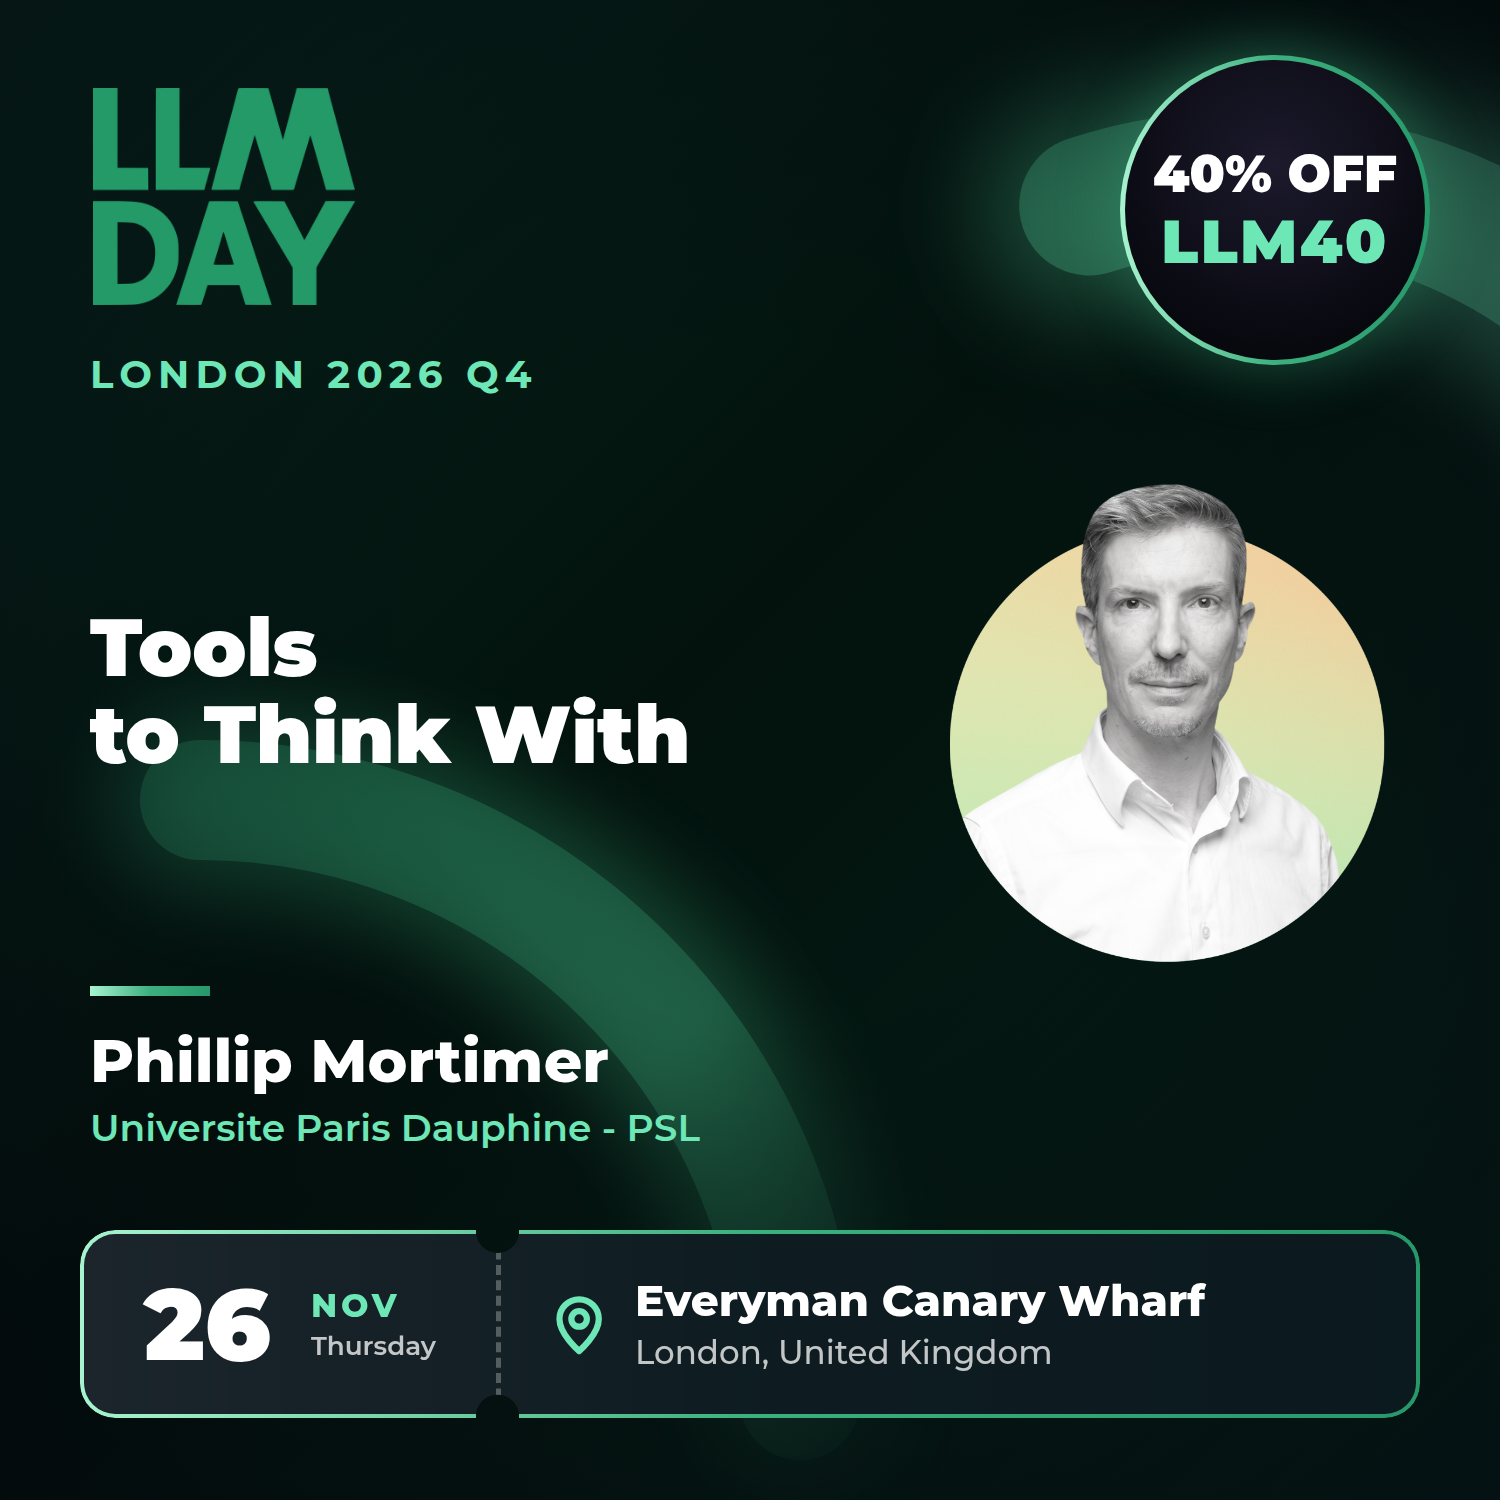 LLM
DAY
LONDON 2026 Q4
40% OFF
LLM40
Tools
to Think With
Phillip Mortimer
Universite Paris Dauphine - PSL
26
NOV
Thursday
Everyman Canary Wharf
London, United Kingdom